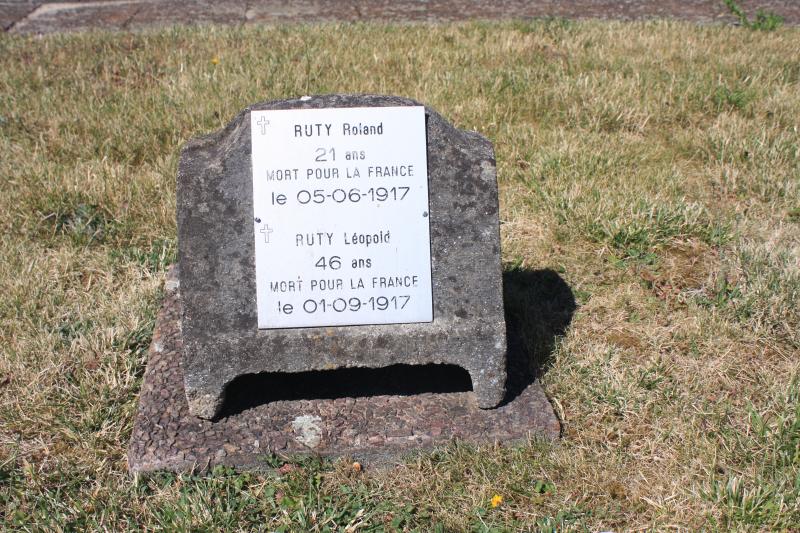 RUTY Roland
21 ans
MORT POUR LA FRANCE
le 05-06-1917
RUTY Léopold
46 ans
MORT POUR LA FRANCE
le 01-09-1917